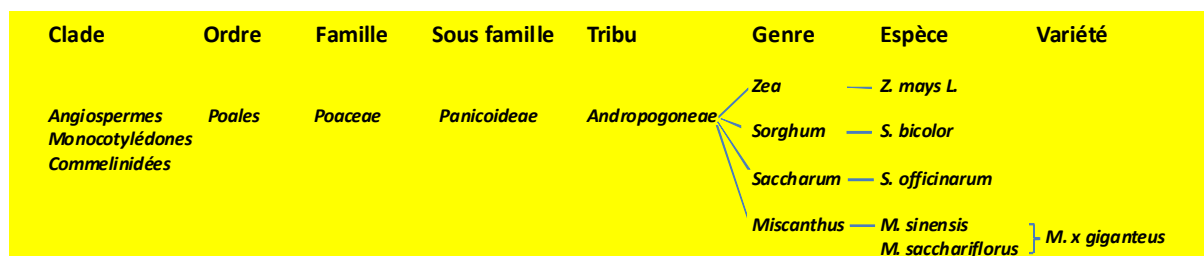 Clade Ordre Famille Sous famille Tribu Genre Espèce Variété
Zea Z. mays L.
Angiospermes Poales Poaceae Panicoideae Andropogoneae
Monocotylédones
Sorghum S. bicolor
Commelinidées
Saccharum S. officinarum
Miscanthus M. sinensis
M. x giganteus
M. sacchariflorus